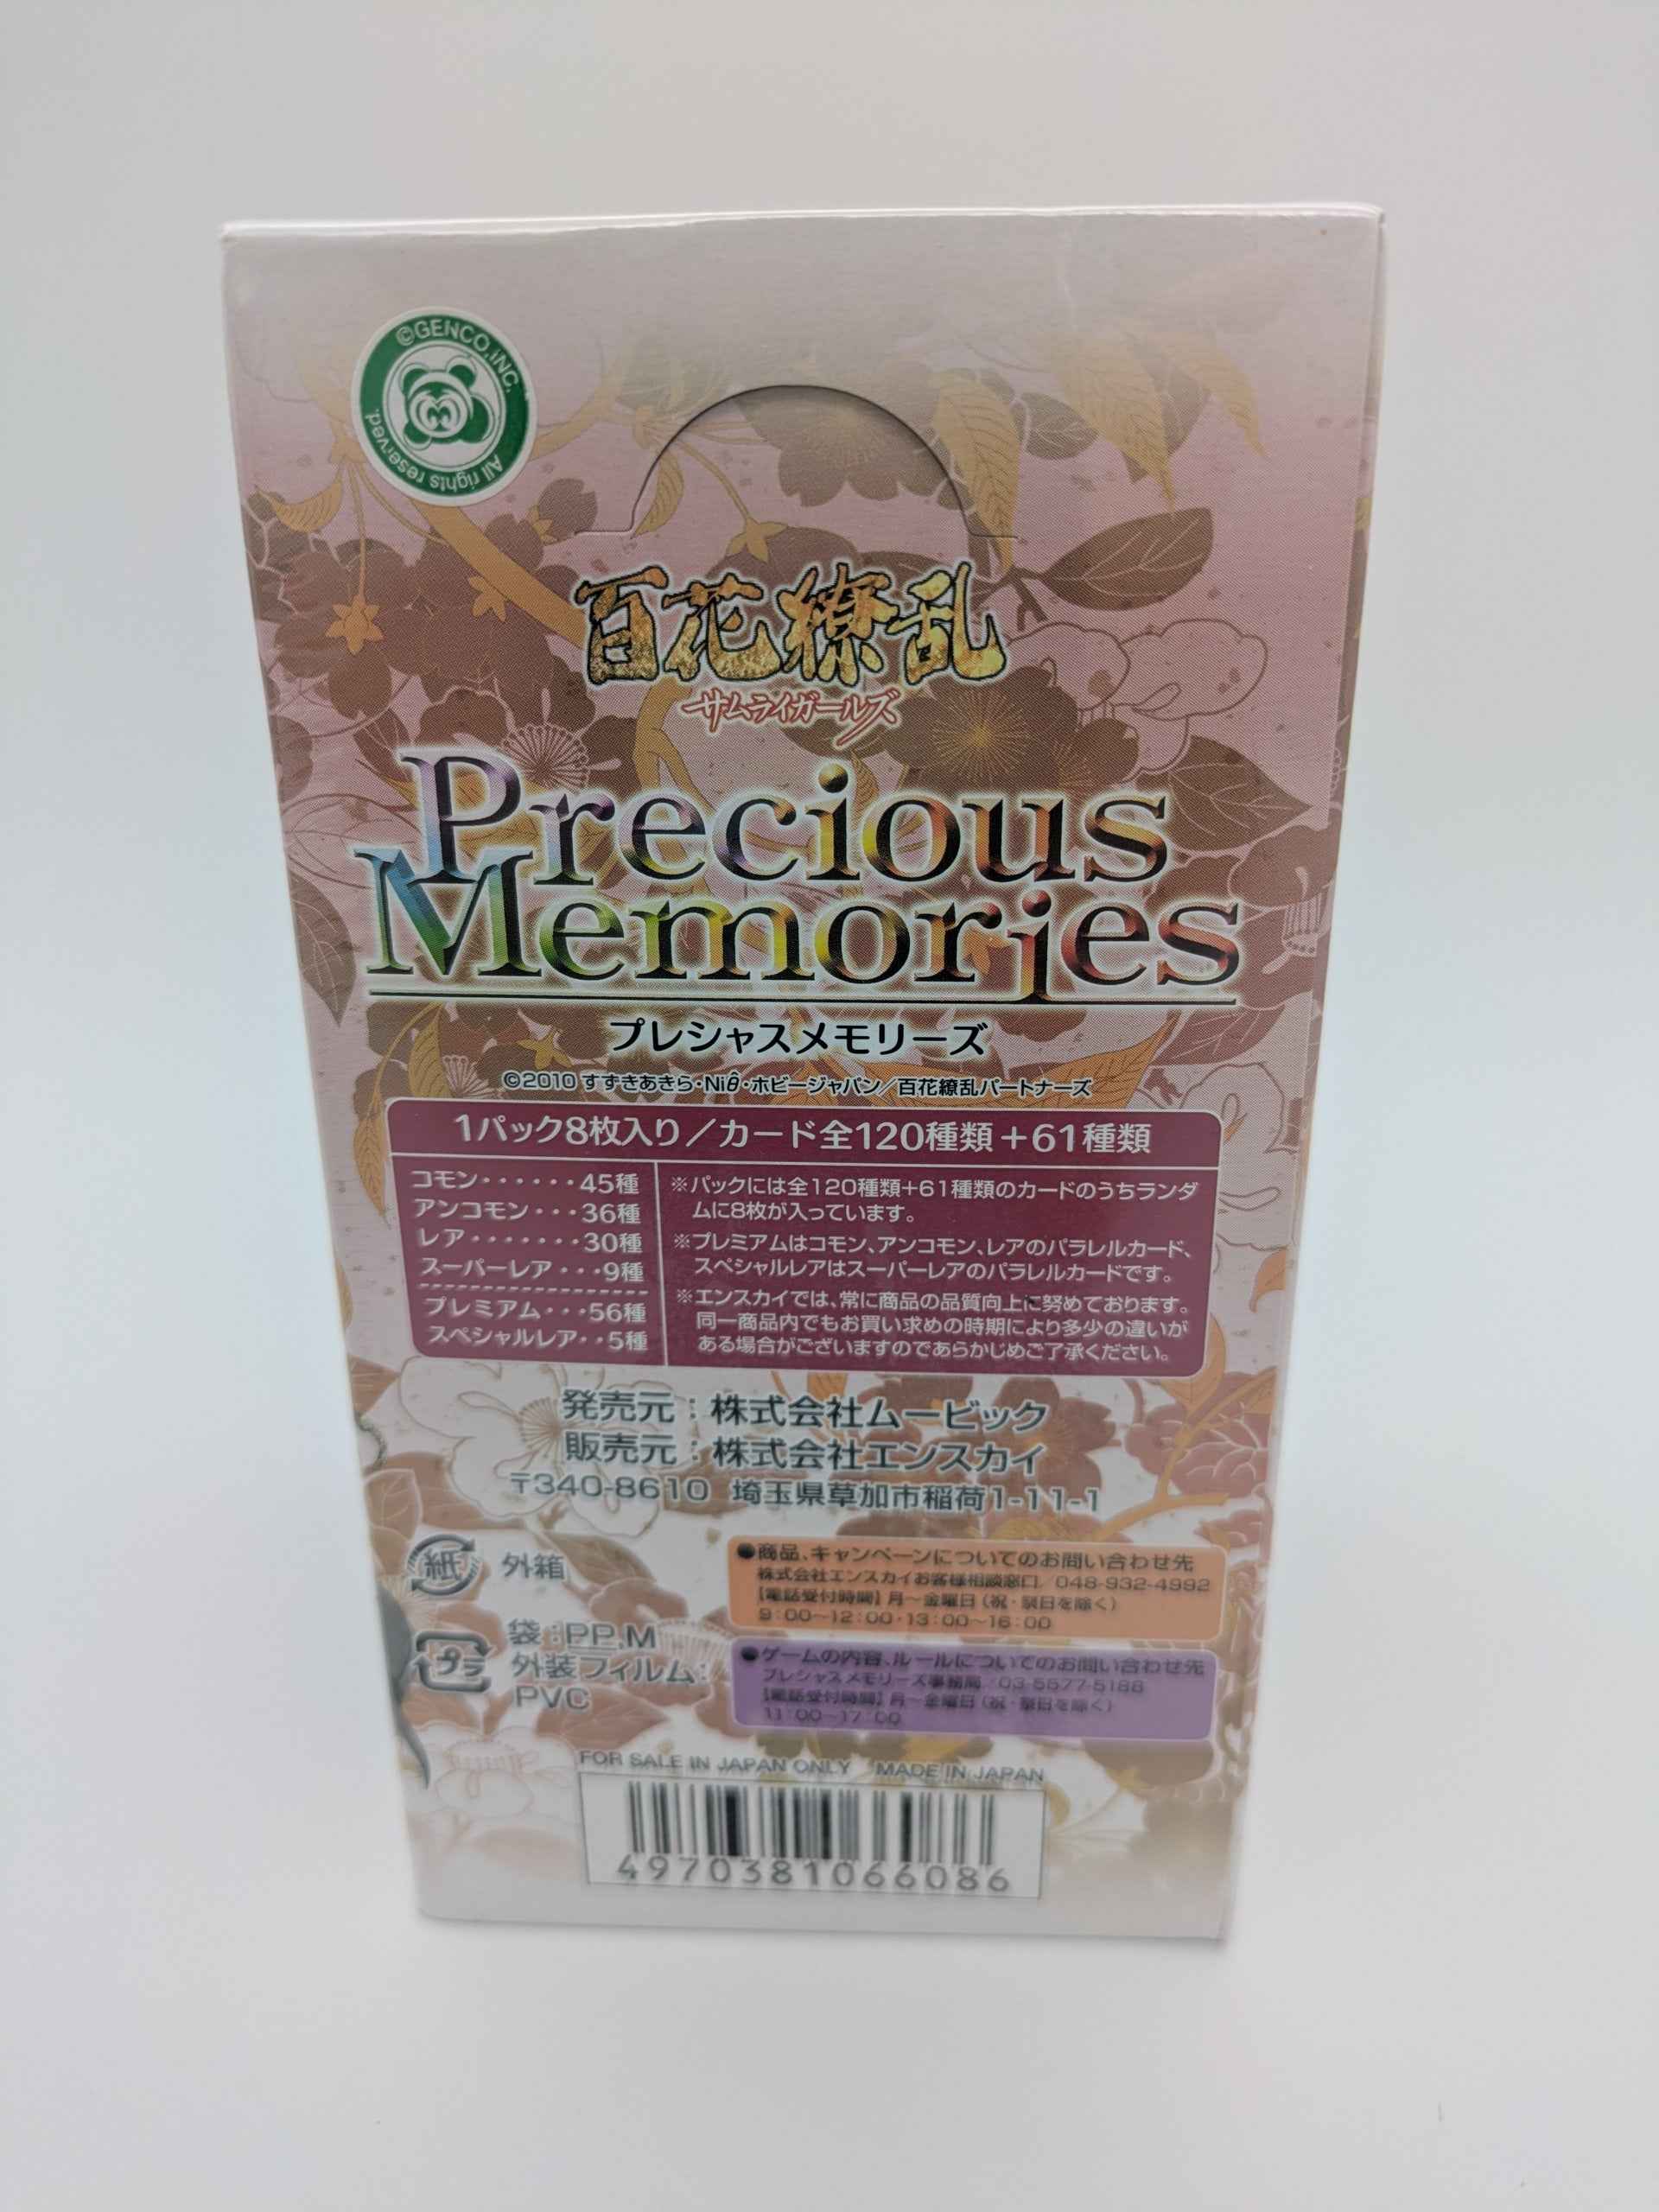 ©GENCO,INC.
All rights reserved.
百花繚乱
サムライガールズ
Precious
Memories
プレシャスメモリーズ
©2010 すずきあきら・Niθ・ホビージャパン／百花繚乱パートナーズ
1パック8枚入り／カード全120種類＋61種類
コモン・・・・・・45種
アンコモン・・・36種
レア・・・・・・・30種
スーパーレア・・・9種
プレミアム・・・56種
スペシャルレア・・5種
※パックには全120種類+61種類のカードのうちランダ
ムに8枚が入っています。
※プレミアムはコモン、アンコモン、レアのパラレルカード、
スペシャルレアはスーパーレアのパラレルカードです。
※エンスカイでは、常に商品の品質向上に努めております。
同一商品内でもお買い求めの時期により多少の違いが
ある場合がございますのであらかじめご了承ください。
発売元：株式会社ムービック
販売元：株式会社エンスカイ
〒340-8610 埼玉県草加市稲荷1-11-1
紙 外箱
プラ
袋：PP,M
外装フィルム：
PVC
●商品、キャンペーンについてのお問い合わせ先
株式会社エンスカイお客様相談窓口／048-932-4992
【電話受付時間】月～金曜日（祝・祭日を除く）
9：00～12：00・13：00～16：00
●ゲームの内容、ルールについてのお問い合わせ先
プレシャスメモリーズ事務局／03-5577-5188
【電話受付時間】月～金曜日（祝・祭日を除く）
11：00～17：00
FOR SALE IN JAPAN ONLY MADE IN JAPAN
4970381066086